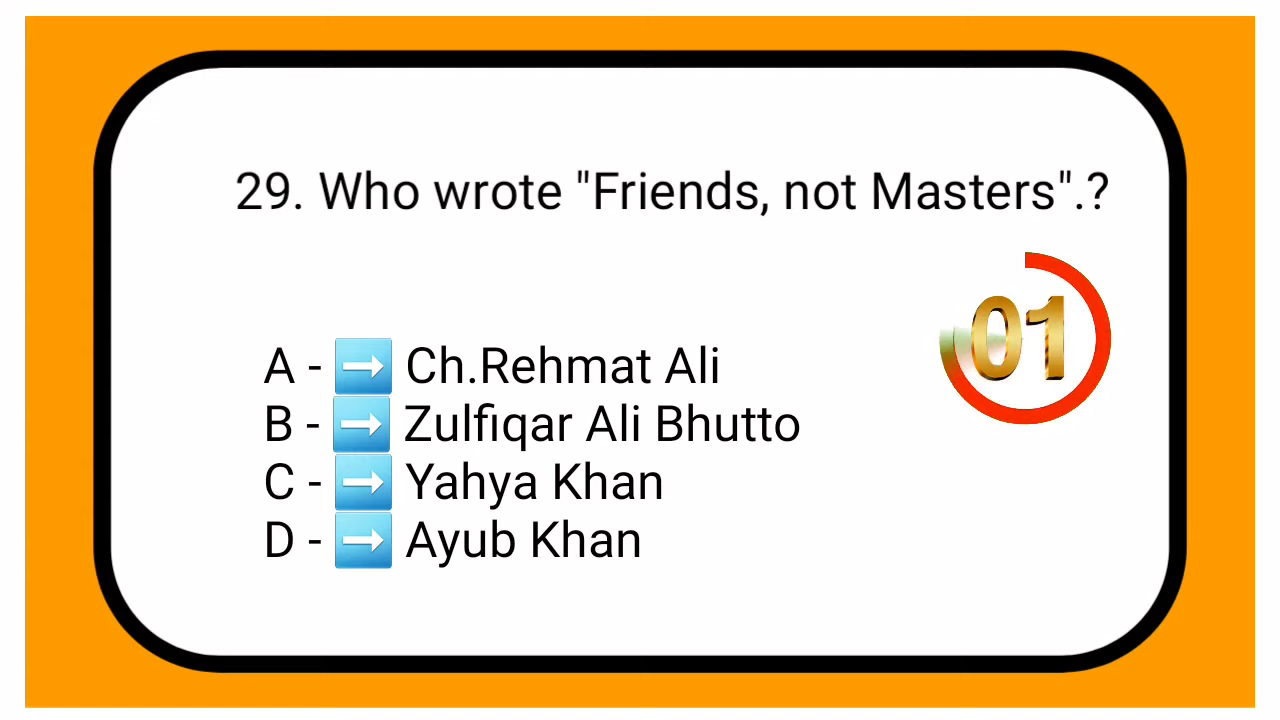 29. Who wrote "Friends, not Masters".?
01
A - ➡️ Ch.Rehmat Ali
B - ➡️ Zulfiqar Ali Bhutto
C - ➡️ Yahya Khan
D - ➡️ Ayub Khan